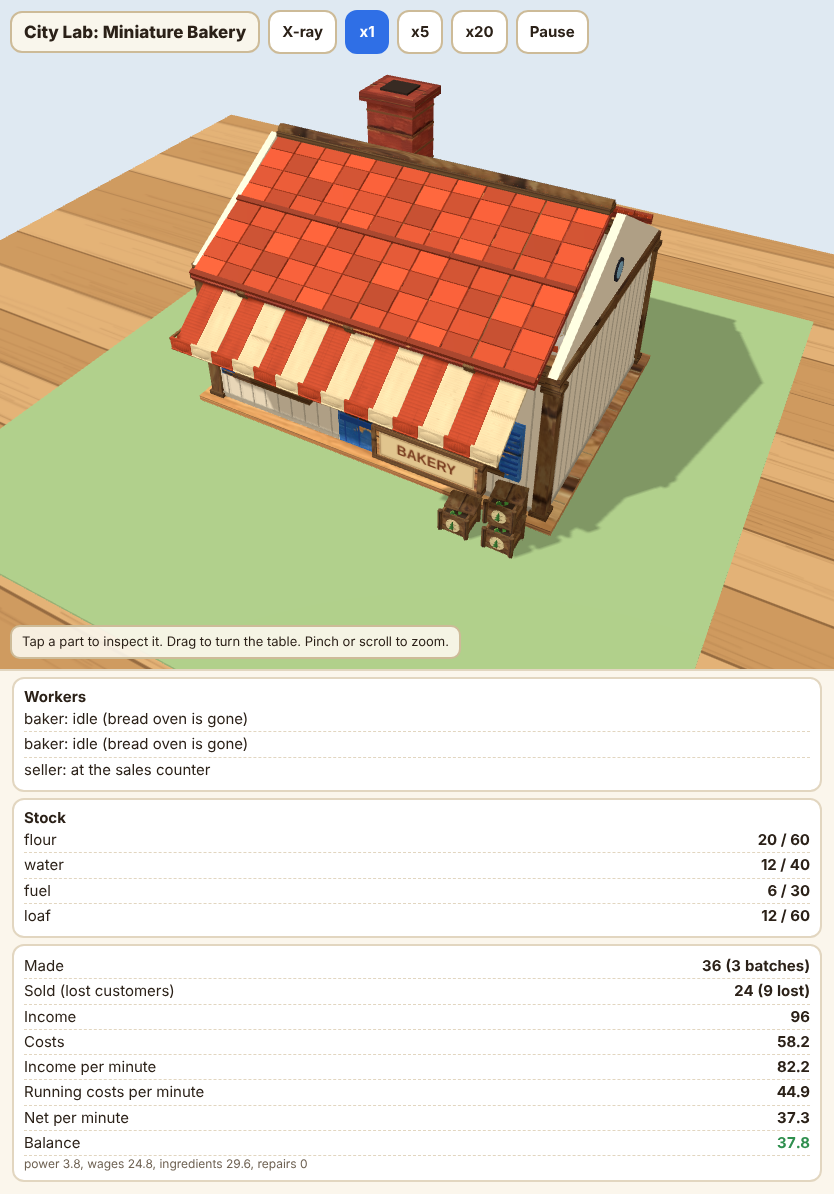 City Lab: Miniature Bakery
X-ray
x1
x5
x20
Pause
BAKERY
Tap a part to inspect it. Drag to turn the table. Pinch or scroll to zoom.
Workers
baker: idle (bread oven is gone)
baker: idle (bread oven is gone)
seller: at the sales counter
Stock
flour 20 / 60
water 12 / 40
fuel 6 / 30
loaf 12 / 60
Made 36 (3 batches)
Sold (lost customers) 24 (9 lost)
Income 96
Costs 58.2
Income per minute 82.2
Running costs per minute 44.9
Net per minute 37.3
Balance 37.8
power 3.8, wages 24.8, ingredients 29.6, repairs 0